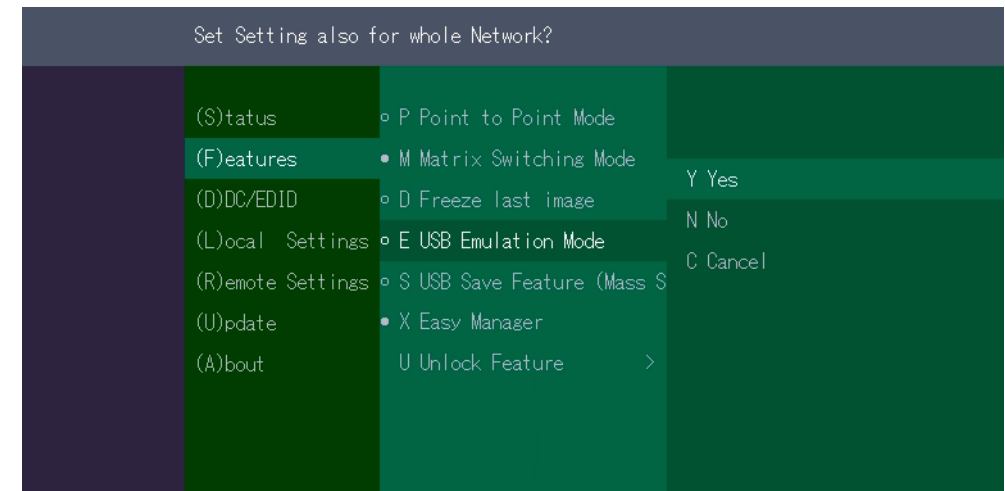 Set Setting also for whole Network?
(S)tatus
(F)eatures
(D)DC/EDID
(L)ocal Settings
(R)emote Settings
(U)pdate
(A)bout
P Point to Point Mode
M Matrix Switching Mode
D Freeze last image
E USB Emulation Mode
S USB Save Feature (Mass S
X Easy Manager
U Unlock Feature >
Y Yes
N No
C Cancel